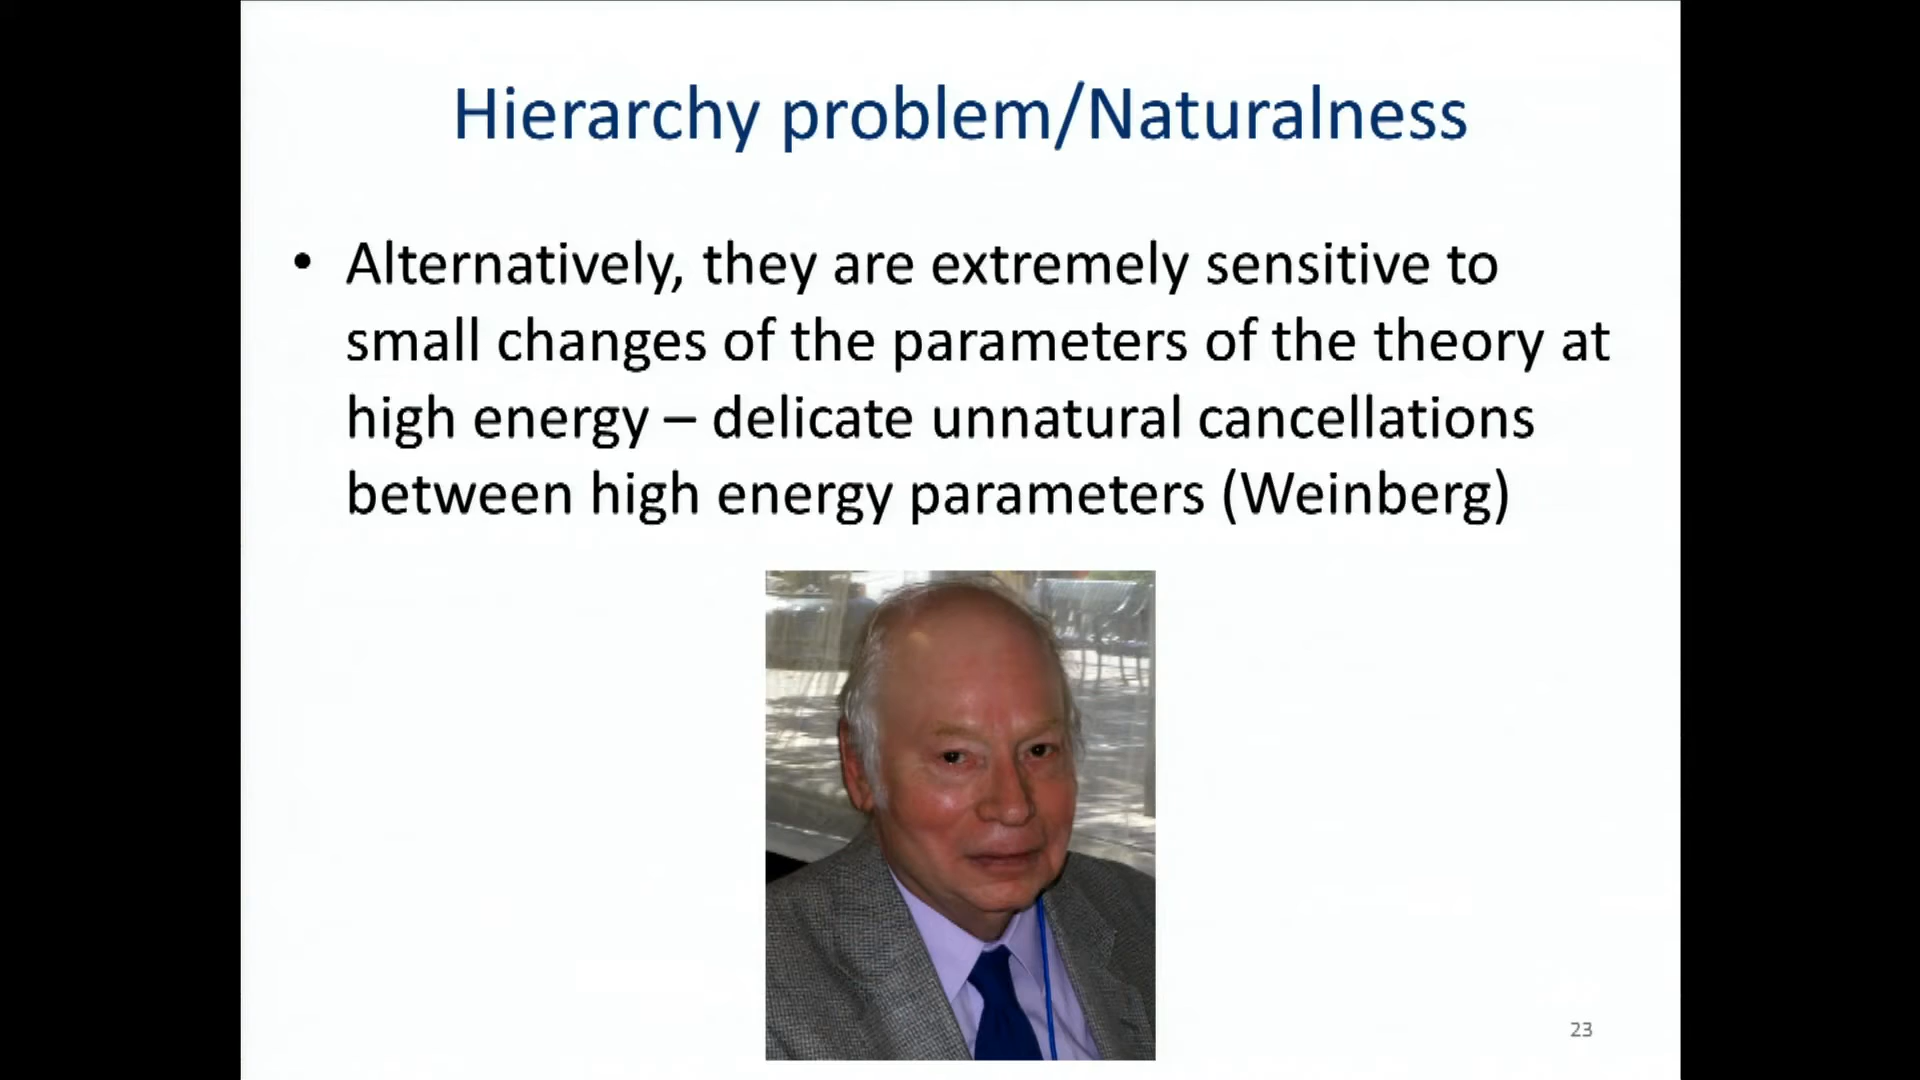 Hierarchy problem/Naturalness
• Alternatively, they are extremely sensitive to
small changes of the parameters of the theory at
high energy – delicate unnatural cancellations
between high energy parameters (Weinberg)
23